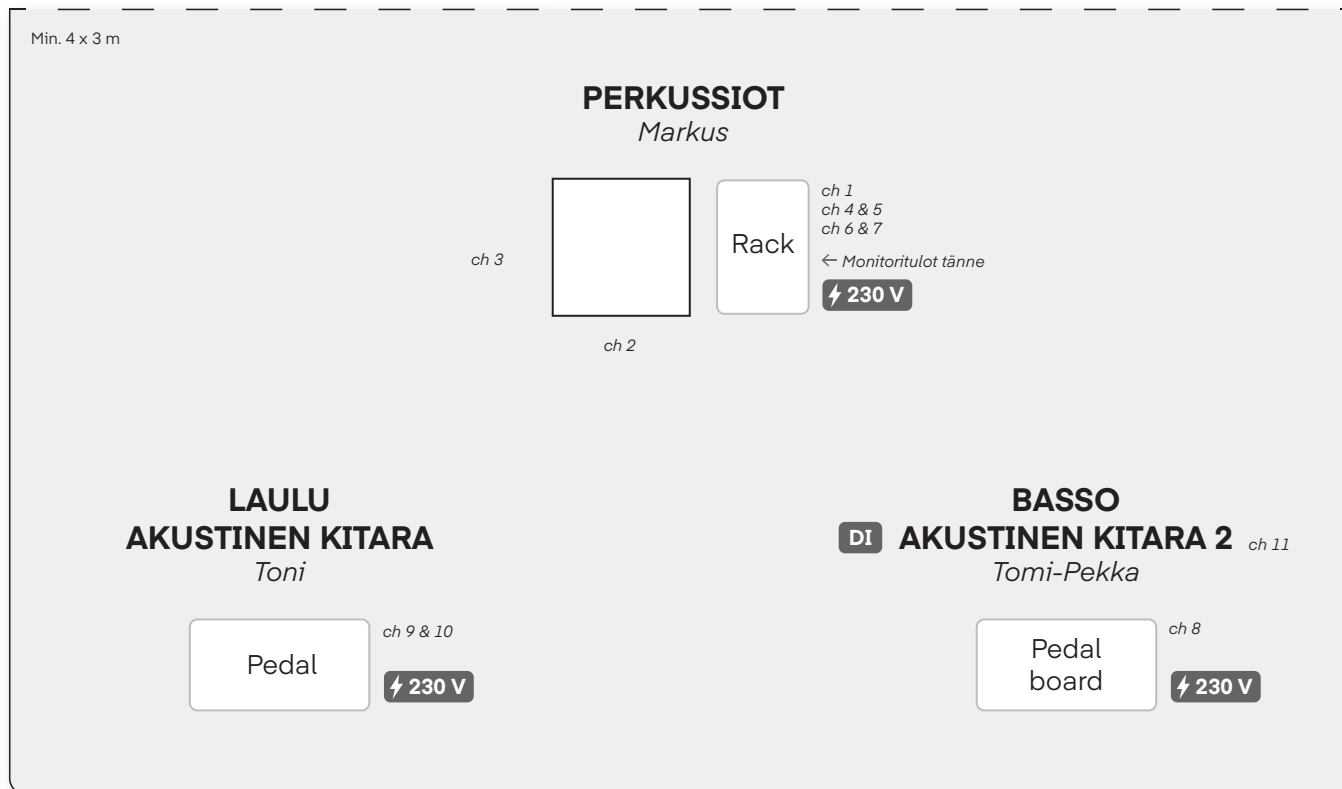 Min. 4 x 3 m
PERKUSSIOT
Markus
ch 1
ch 4 & 5
ch 6 & 7
Rack
ch 3
← Monitoritulot tänne
230 V
ch 2
LAULU
AKUSTINEN KITARA
Toni
Pedal
ch 9 & 10
230 V
BASSO
DI AKUSTINEN KITARA 2 ch 11
Tomi-Pekka
Pedal
board
ch 8
230 V